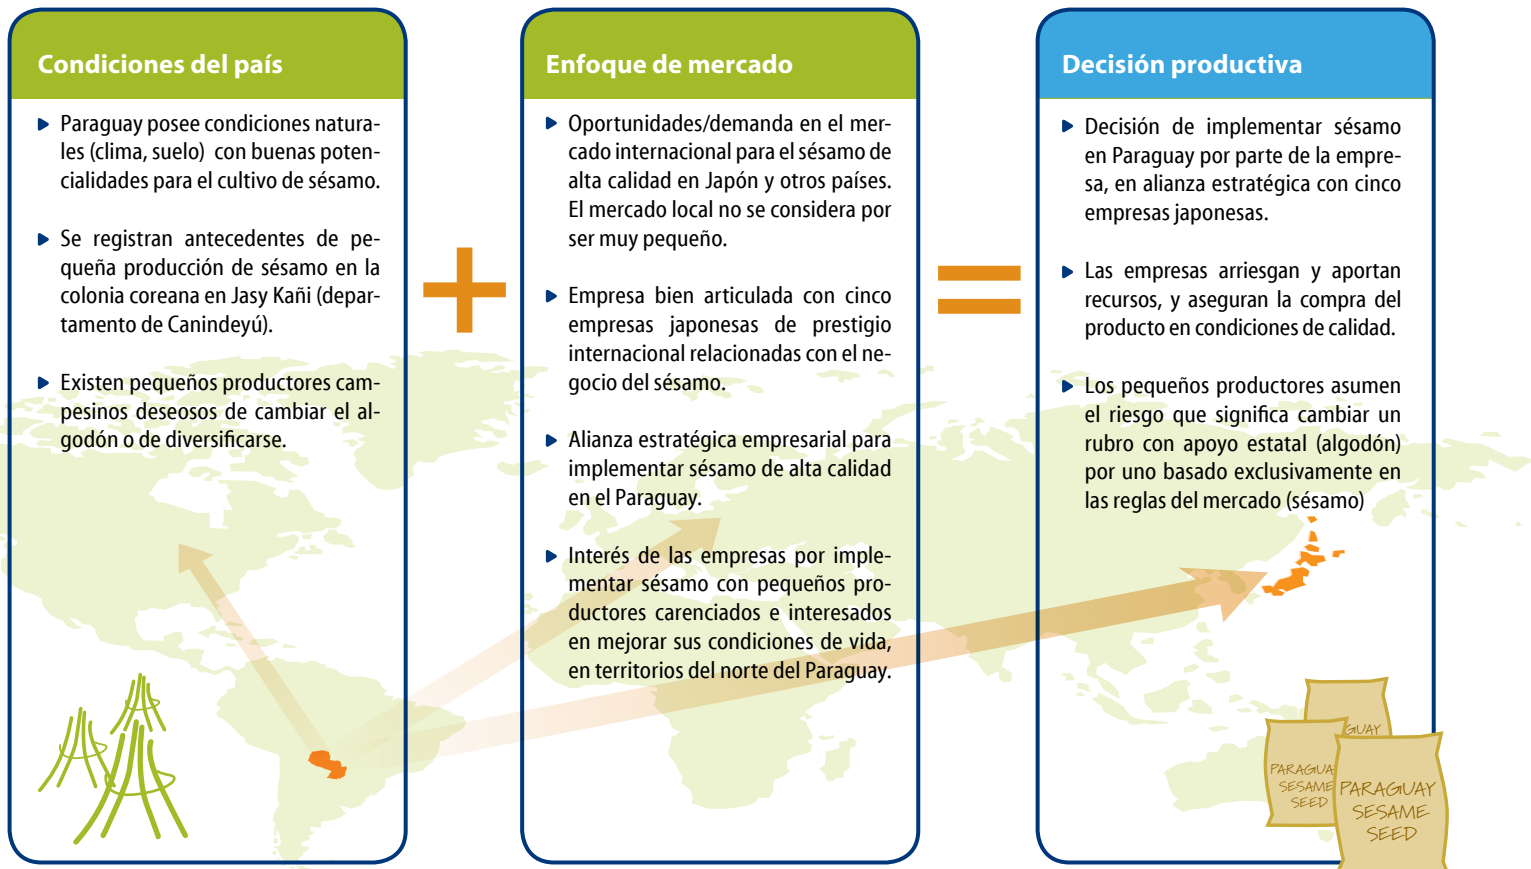 Condiciones del país
Paraguay posee condiciones natura-
les (clima, suelo) con buenas poten-
cialidades para el cultivo de sésamo.
Se registran antecedentes de pe-
queña producción de sésamo en la
colonia coreana en Jasy Kañi (depar-
tamento de Canindeyú).
Existen pequeños productores cam-
pesinos deseosos de cambiar el al-
godón o de diversificarse.
Enfoque de mercado
Oportunidades/demanda en el mer-
cado internacional para el sésamo de
alta calidad en Japón y otros países.
El mercado local no se considera por
ser muy pequeño.
Empresa bien articulada con cinco
empresas japonesas de prestigio
internacional relacionadas con el ne-
gocio del sésamo.
Alianza estratégica empresarial para
implementar sésamo de alta calidad
en el Paraguay.
Interés de las empresas por imple-
mentar sésamo con pequeños pro-
ductores carenciados e interesados
en mejorar sus condiciones de vida,
en territorios del norte del Paraguay.
Decisión productiva
Decisión de implementar sésamo
en Paraguay por parte de la empre-
sa, en alianza estratégica con cinco
empresas japonesas.
Las empresas arriesgan y aportan
recursos, y aseguran la compra del
producto en condiciones de calidad.
Los pequeños productores asumen
el riesgo que significa cambiar un
rubro con apoyo estatal (algodón)
por uno basado exclusivamente en
las reglas del mercado (sésamo)
GUAY
PARAGUA
SESAME
SEED
PARAGUAY
SESAME
SEED